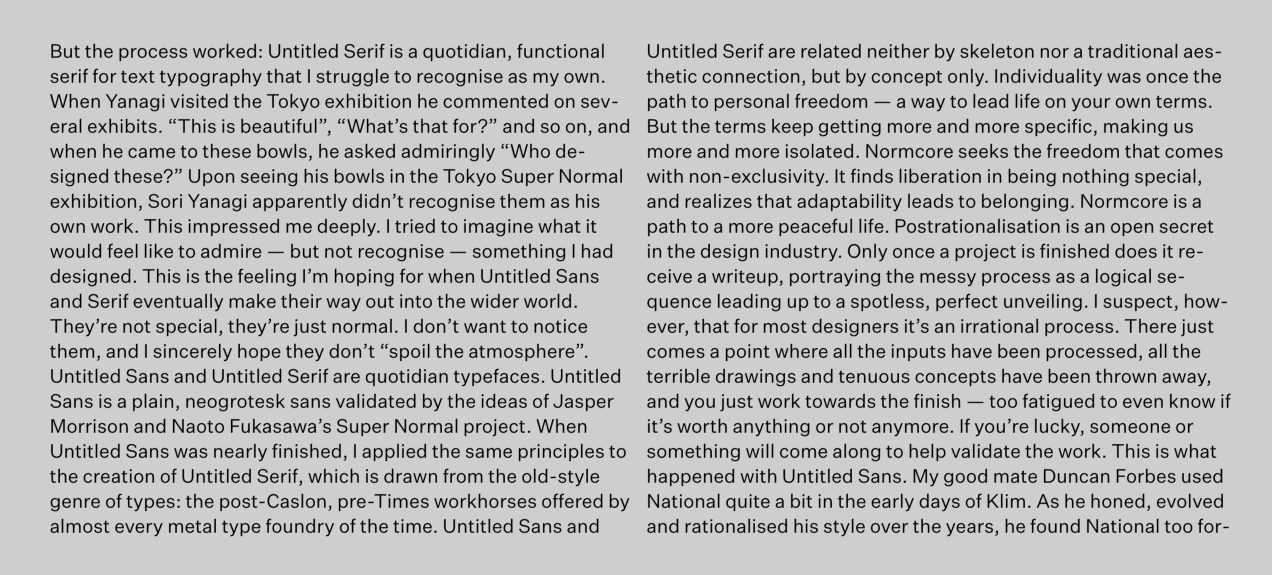 But the process worked: Untitled Serif is a quotidian, functional
serif for text typography that I struggle to recognise as my own.
When Yanagi visited the Tokyo exhibition he commented on sev-
eral exhibits. “This is beautiful”, “What’s that for?” and so on, and
when he came to these bowls, he asked admiringly “Who de-
signed these?” Upon seeing his bowls in the Tokyo Super Normal
exhibition, Sori Yanagi apparently didn’t recognise them as his
own work. This impressed me deeply. I tried to imagine what it
would feel like to admire — but not recognise — something I had
designed. This is the feeling I’m hoping for when Untitled Sans
and Serif eventually make their way out into the wider world.
They’re not special, they’re just normal. I don’t want to notice
them, and I sincerely hope they don’t “spoil the atmosphere”.
Untitled Sans and Untitled Serif are quotidian typefaces. Untitled
Sans is a plain, neogrotesk sans validated by the ideas of Jasper
Morrison and Naoto Fukasawa’s Super Normal project. When
Untitled Sans was nearly finished, I applied the same principles to
the creation of Untitled Serif, which is drawn from the old-style
genre of types: the post-Caslon, pre-Times workhorses offered by
almost every metal type foundry of the time. Untitled Sans and
Untitled Serif are related neither by skeleton nor a traditional aes-
thetic connection, but by concept only. Individuality was once the
path to personal freedom — a way to lead life on your own terms.
But the terms keep getting more and more specific, making us
more and more isolated. Normcore seeks the freedom that comes
with non-exclusivity. It finds liberation in being nothing special,
and realizes that adaptability leads to belonging. Normcore is a
path to a more peaceful life. Postrationalisation is an open secret
in the design industry. Only once a project is finished does it re-
ceive a writeup, portraying the messy process as a logical se-
quence leading up to a spotless, perfect unveiling. I suspect, how-
ever, that for most designers it’s an irrational process. There just
comes a point where all the inputs have been processed, all the
terrible drawings and tenuous concepts have been thrown away,
and you just work towards the finish — too fatigued to even know if
it’s worth anything or not anymore. If you’re lucky, someone or
something will come along to help validate the work. This is what
happened with Untitled Sans. My good mate Duncan Forbes used
National quite a bit in the early days of Klim. As he honed, evolved
and rationalised his style over the years, he found National too for-